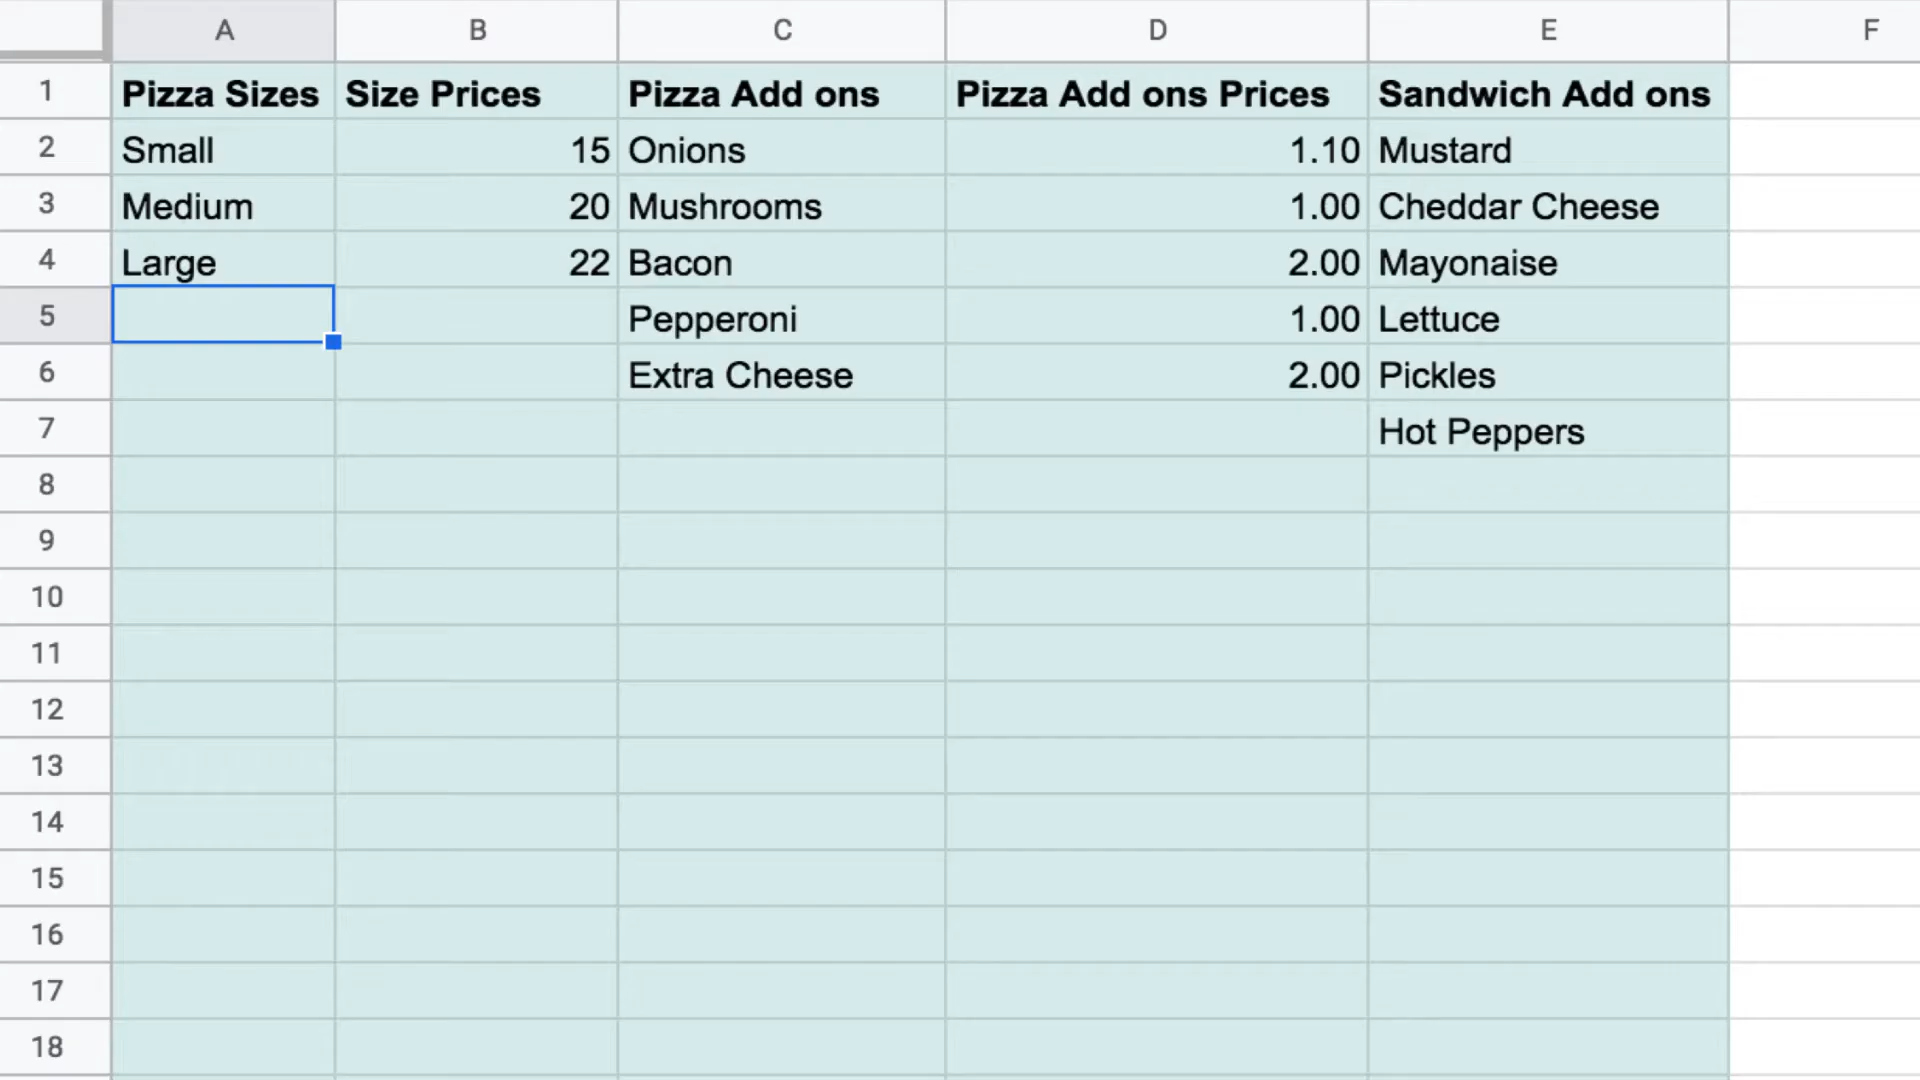 A B C D E F
1 Pizza Sizes Size Prices Pizza Add ons Pizza Add ons Prices Sandwich Add ons
2 Small 15 Onions 1.10 Mustard
3 Medium 20 Mushrooms 1.00 Cheddar Cheese
4 Large 22 Bacon 2.00 Mayonaise
5 Pepperoni 1.00 Lettuce
6 Extra Cheese 2.00 Pickles
7 Hot Peppers
8
9
10
11
12
13
14
15
16
17
18